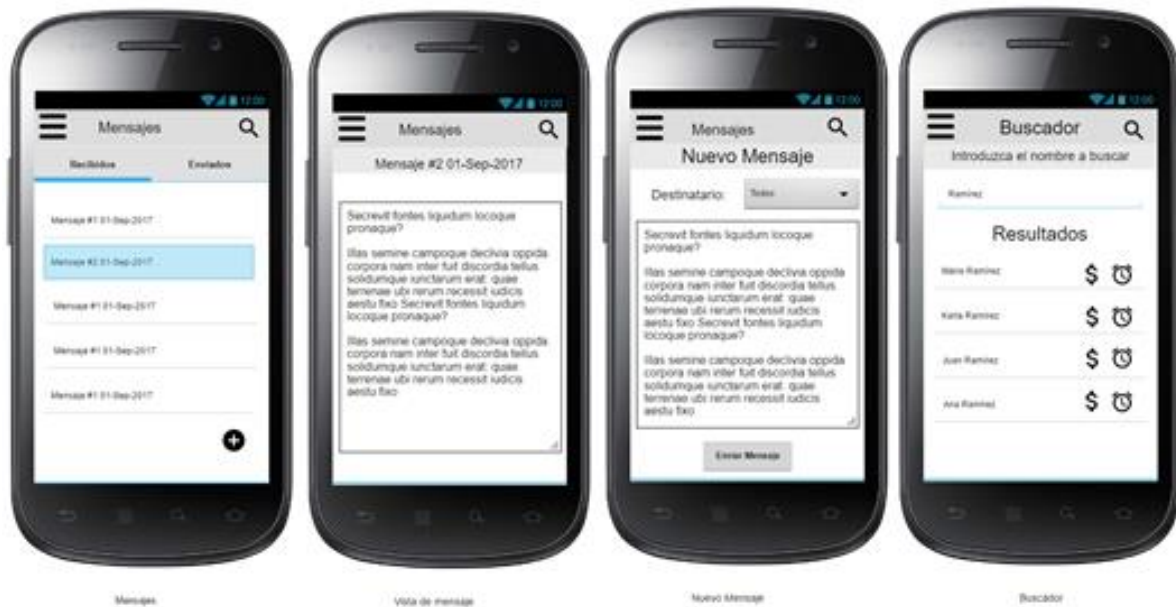 12:00
Mensajes
Recibidos Enviados
Mensaje #1 01-Sep-2017
Mensaje #2 01-Sep-2017
Mensaje #1 01-Sep-2017
Mensaje #1 01-Sep-2017
Mensaje #1 01-Sep-2017
Mensajes
12:00
Mensajes
Mensaje #2 01-Sep-2017
Secrevit fontes liquidum locoque
pronaque?
Illas semine campoque declivia oppida
corpora nam inter fuit discordia tellus
solidumque iunctarum erat: quae
terrenae ubi rerum recessit iudicis
aestu fixo Secrevit fontes liquidum
locoque pronaque?
Illas semine campoque declivia oppida
corpora nam inter fuit discordia tellus
solidumque iunctarum erat: quae
terrenae ubi rerum recessit iudicis
aestu fixo
Vista de mensaje
12:00
Mensajes
Nuevo Mensaje
Destinatario: Todos
Secrevit fontes liquidum locoque
pronaque?
Illas semine campoque declivia oppida
corpora nam inter fuit discordia tellus
solidumque iunctarum erat: quae
terrenae ubi rerum recessit iudicis
aestu fixo Secrevit fontes liquidum
locoque pronaque?
Illas semine campoque declivia oppida
corpora nam inter fuit discordia tellus
solidumque iunctarum erat: quae
terrenae ubi rerum recessit iudicis
aestu fixo
Enviar Mensaje
Nuevo Mensaje
12:00
Buscador
Introduzca el nombre a buscar
Ramirez
Resultados
Mario Ramirez $
Karla Ramirez $
Juan Ramirez $
Ana Ramirez $
Buscador